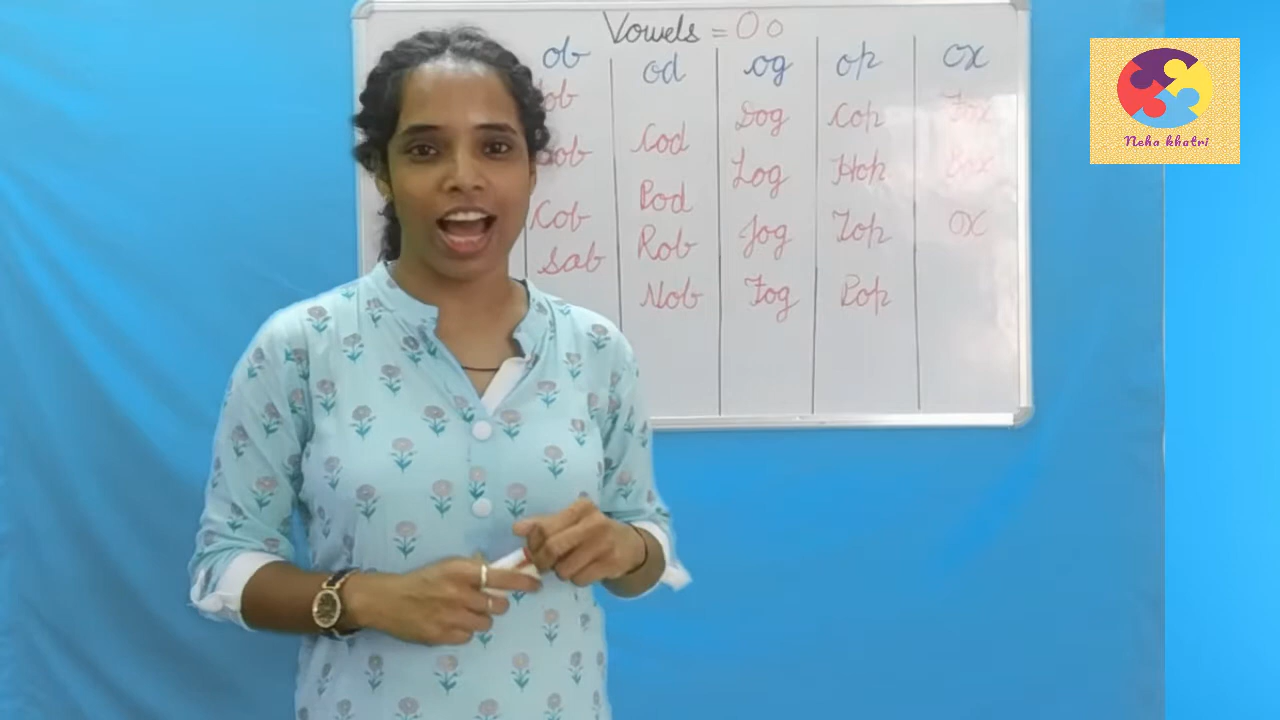 Vowels = O o
ob od og op ox
Dog Cop Fox
Cod
Log Hop Box
Pod
Cob Rob Jog Top ox
Sab
Nob Fog Pop
Neha khatri